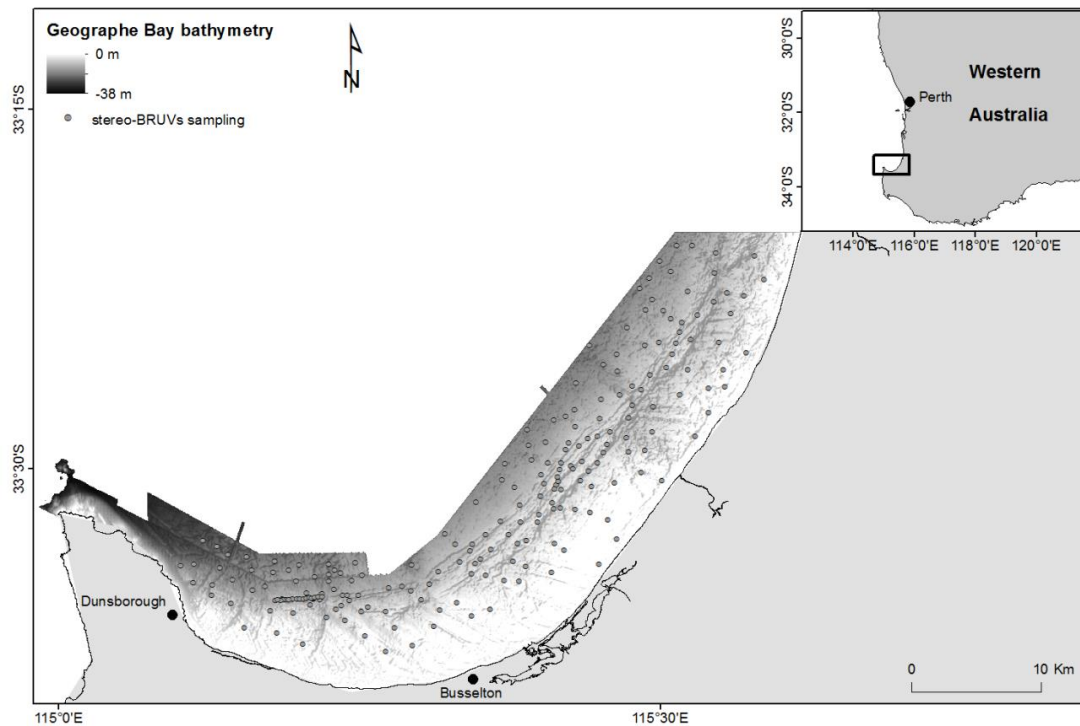 Geographe Bay bathymetry
0 m
-38 m
stereo-BRUVs sampling
N
33°15'S
33°30'S
115°0'E
115°30'E
Dunsborough
Busselton
0
10 Km
30°0'S
32°0'S
34°0'S
Western
Australia
Perth
114°0'E
116°0'E
118°0'E
120°0'E